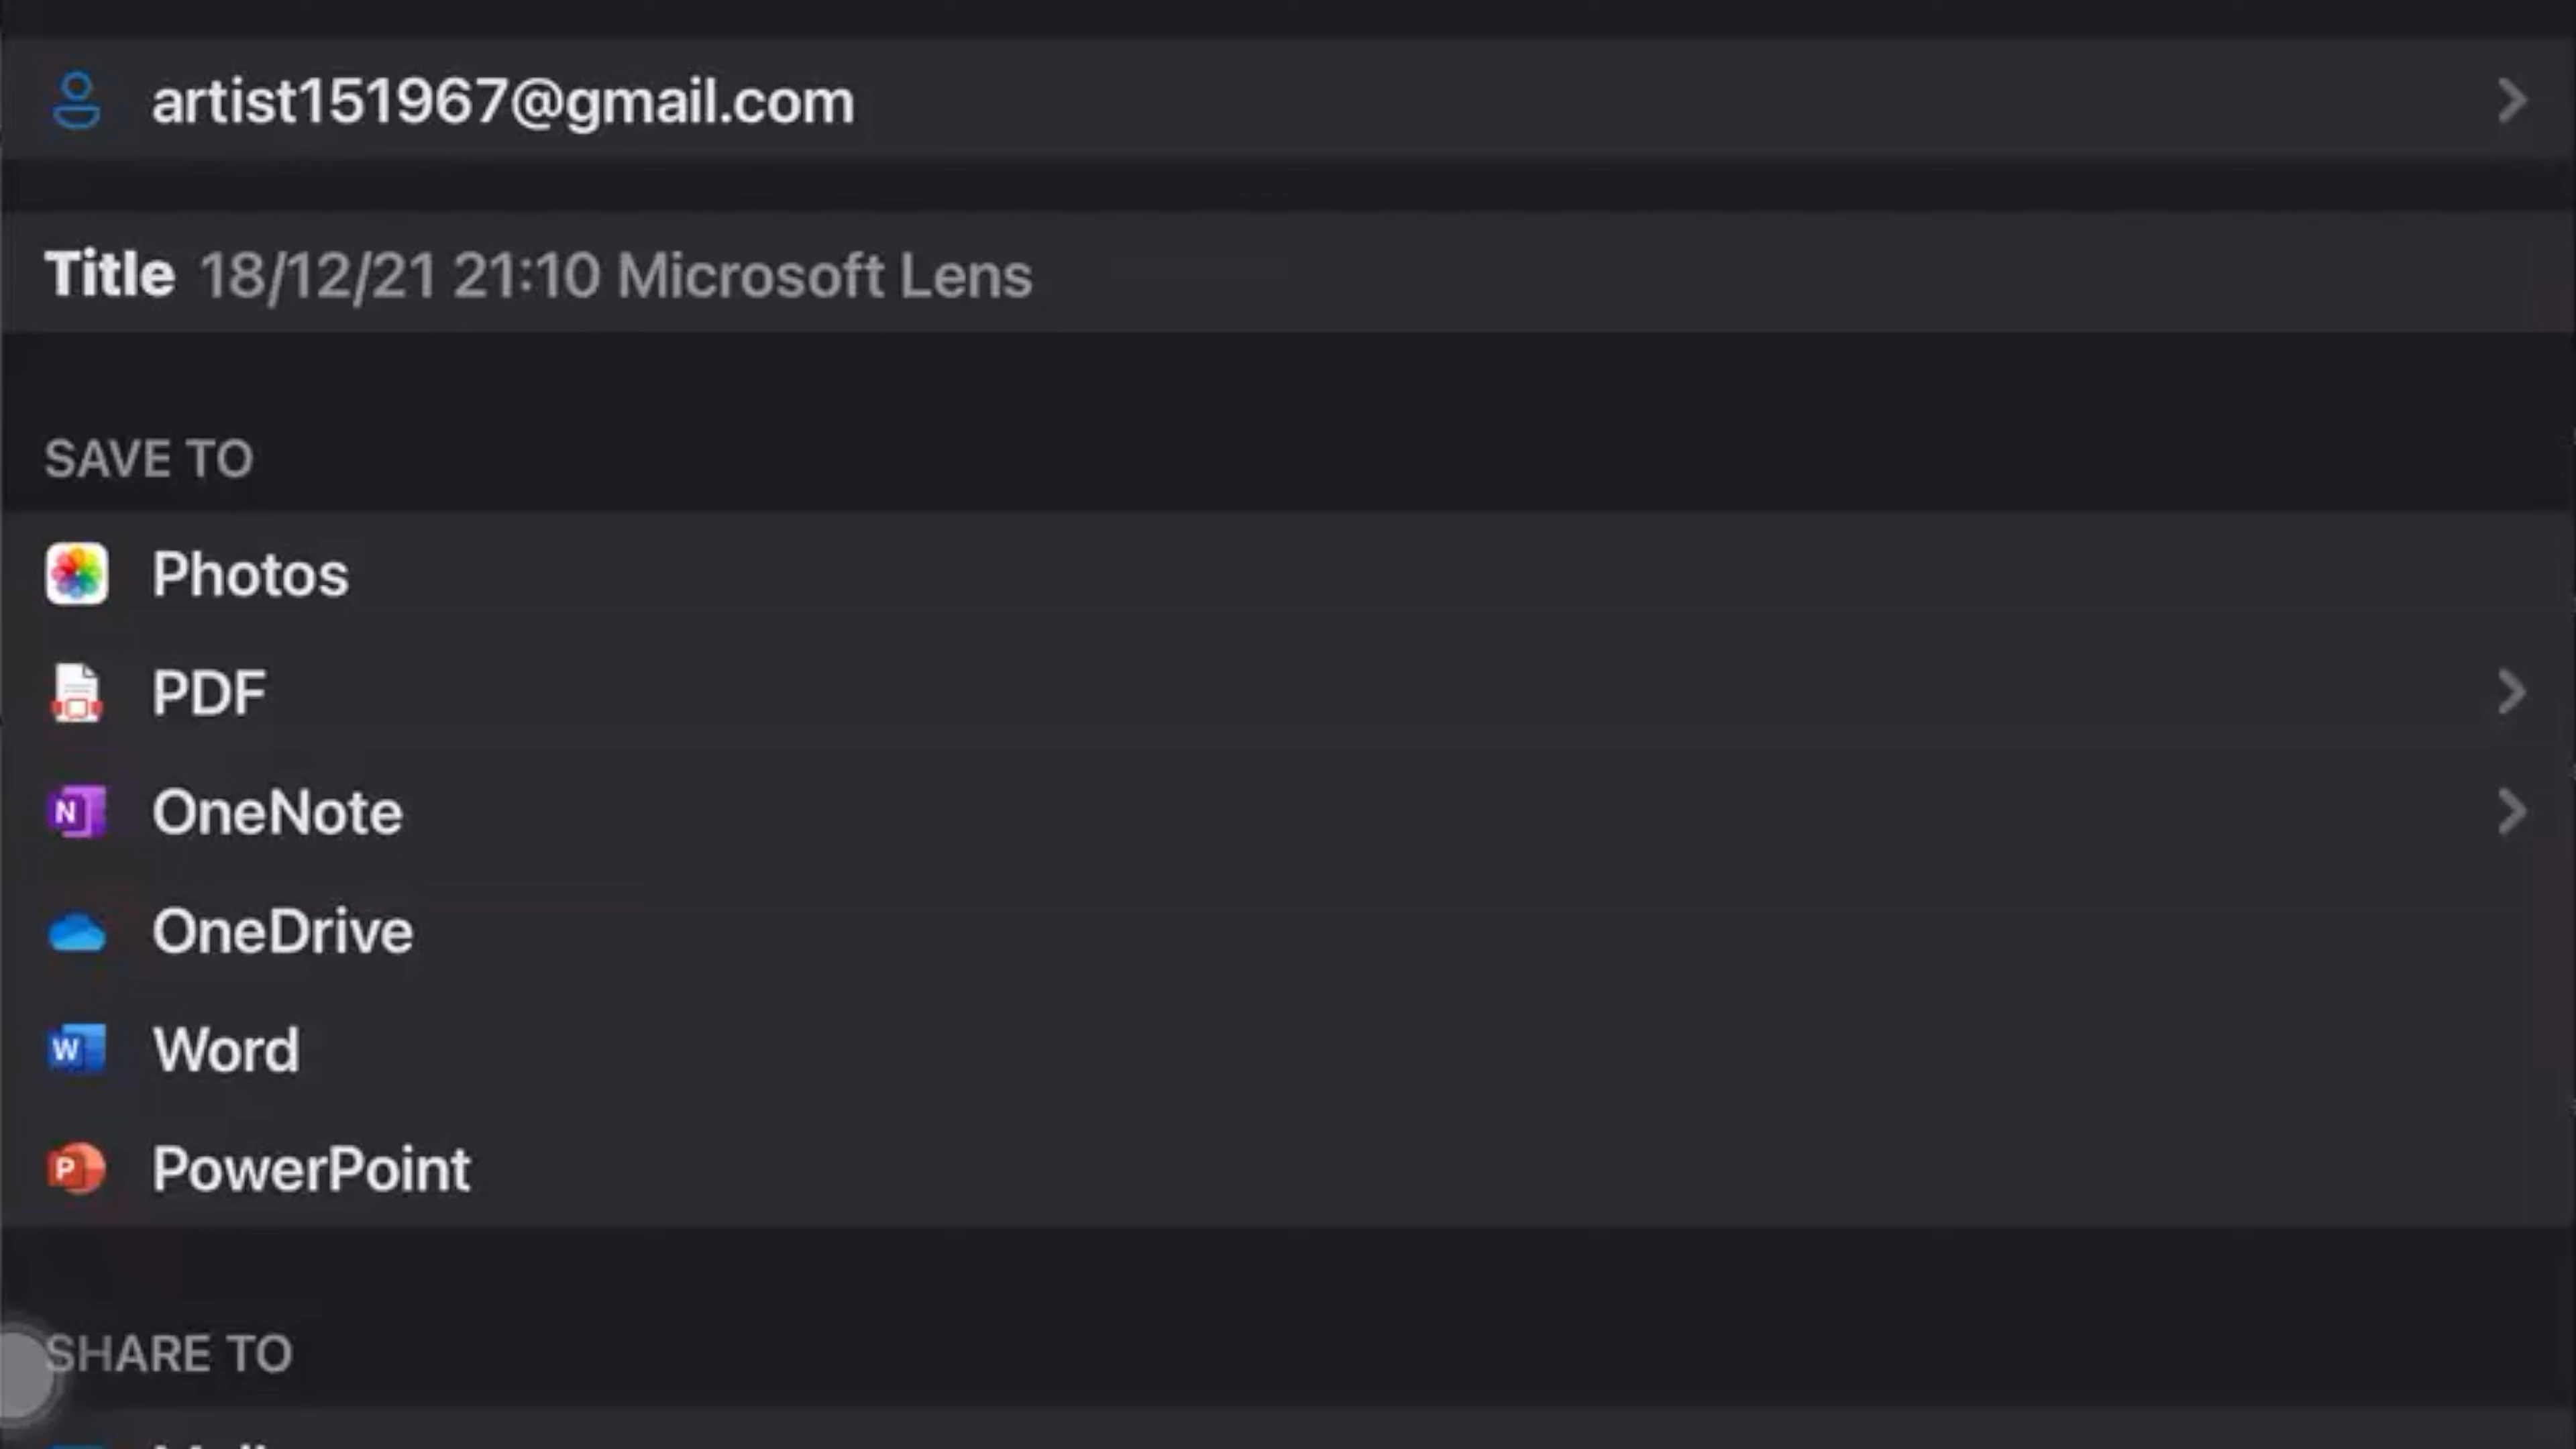 artist151967@gmail.com
Title 18/12/21 21:10 Microsoft Lens
SAVE TO
Photos
PDF
N OneNote
OneDrive
W Word
P PowerPoint
SHARE TO